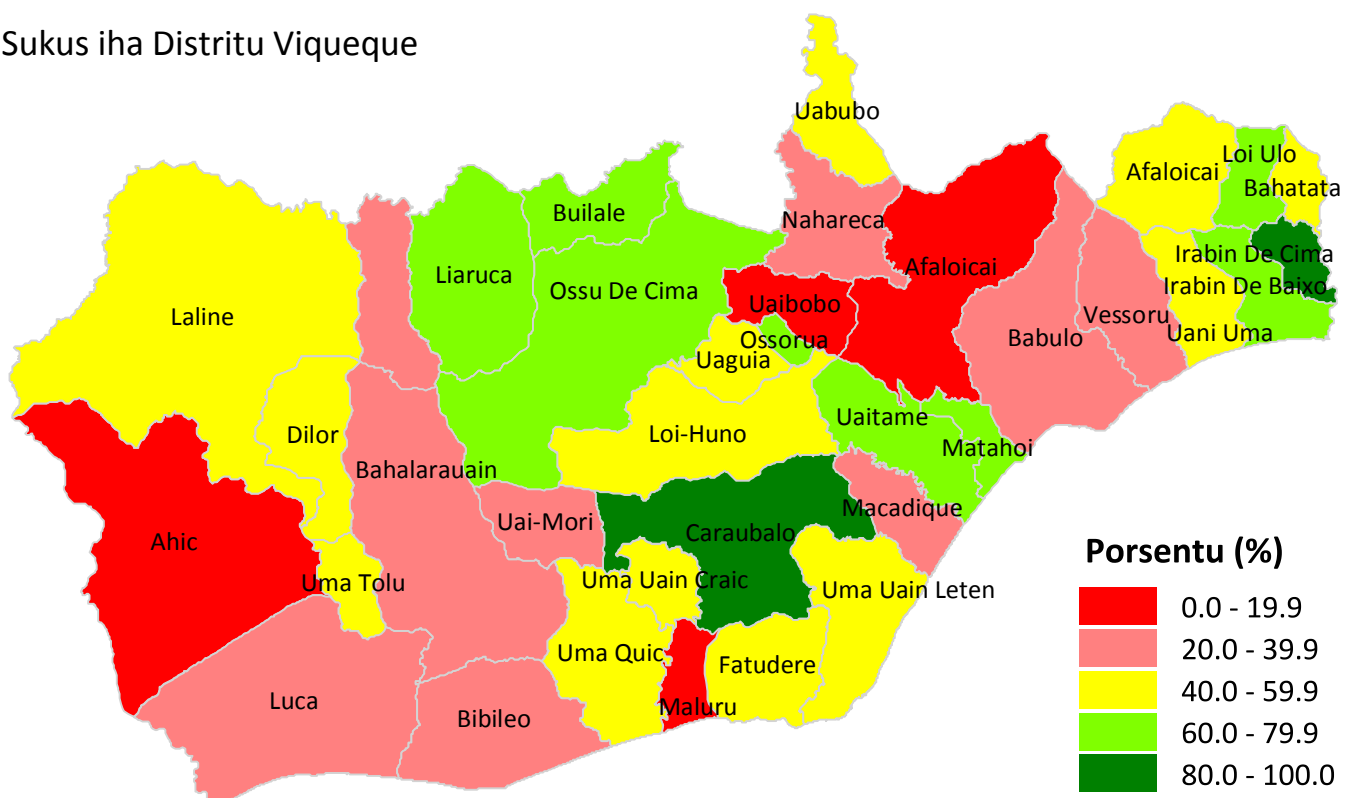 Sukus iha Distritu Viqueque
Uabubo
Loi Ulo
Afaloicai
Bahatata
Builale
Nahareca
Irabin De Cima
Liaruca
Afaloicai
Ossu De Cima
Irabin De Baixo
Uaibobo
Laline
Vessoru
Uani Uma
Babulo
Ossorua
Uaguia
Uaitame
Dilor
Loi-Huno
Matahoi
Bahalarauain
Macadique
Uai-Mori
Caraubalo
Ahic
Uma Tolu
Uma Uain Craic
Uma Uain Leten
Uma Quic
Fatudere
Luca
Maluru
Bibileo
Porsentu (%)
0.0 - 19.9
20.0 - 39.9
40.0 - 59.9
60.0 - 79.9
80.0 - 100.0